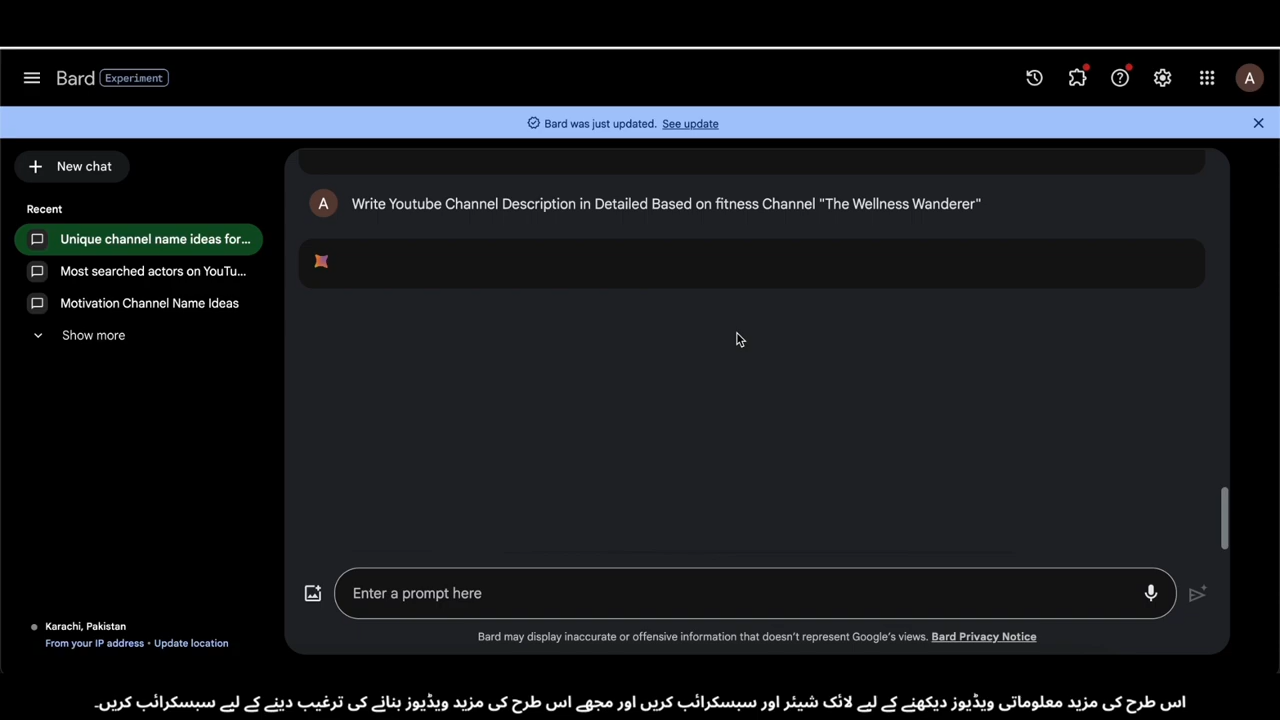 Bard Experiment
A
Bard was just updated. See update
New chat
Recent
Unique channel name ideas for...
Most searched actors on YouTu...
Motivation Channel Name Ideas
Show more
A Write Youtube Channel Description in Detailed Based on fitness Channel "The Wellness Wanderer"
Enter a prompt here
Bard may display inaccurate or offensive information that doesn't represent Google's views. Bard Privacy Notice
Karachi, Pakistan
From your IP address • Update location
اس طرح کی مزید معلوماتی ویڈیوز دیکھنے کے لیے لائک شیئر اور سبسکرائب کریں اور مجھے اس طرح کی مزید ویڈیوز بنانے کی ترغیب دینے کے لیے سبسکرائب کریں۔